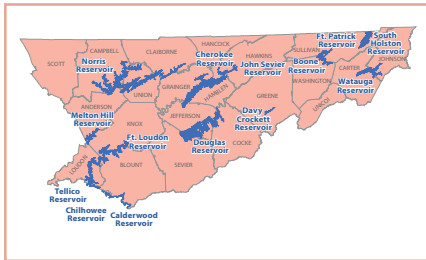 Ft. Patrick
Reservoir
South
Holston
Reservoir
HANCOCK
SULLIVAN
JOHNSON
CAMPBELL
CLAIBORNE
Cherokee
Reservoir
HAWKINS
John Sevier
Reservoir
Boone
Reservoir
CARTER
SCOTT
Norris
Reservoir
UNION
GRAINGER
HAMBLEN
WASHINGTON
Watauga
Reservoir
GREENE
UNICOI
ANDERSON
Melton Hill
Reservoir
KNOX
JEFFERSON
Davy
Crockett
Reservoir
Ft. Loudon
Reservoir
Douglas
Reservoir
COCKE
LOUDON
BLOUNT
SEVIER
Tellico
Reservoir
Chilhowee
Reservoir
Calderwood
Reservoir